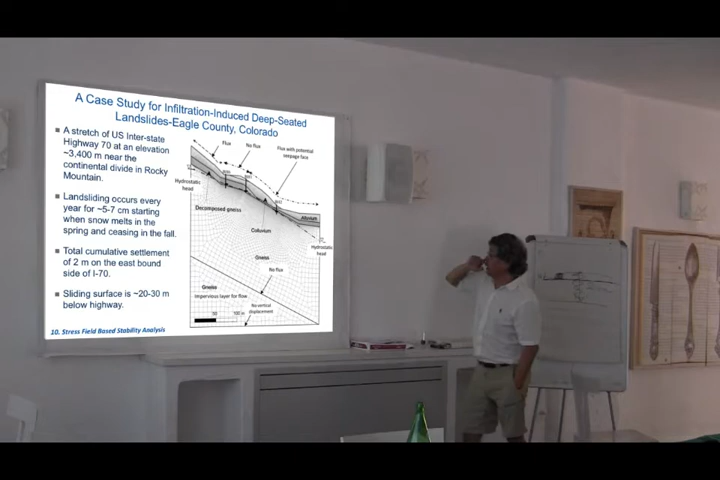 A Case Study for Infiltration-Induced Deep-Seated
Landslides-Eagle County, Colorado
A stretch of US Inter-state
Highway 70 at an elevation
~3,400 m near the
continental divide in Rocky
Mountain.
Landsliding occurs every
year for ~5-7 cm starting
when snow melts in the
spring and ceasing in the fall.
Total cumulative settlement
of 2 m on the east bound
side of I-70.
Sliding surface is ~20-30 m
below highway.
10. Stress Field Based Stability Analysis
Flux
No flux
Flux with potential
seepage face
Hydrostatic
head
Decomposed gneiss
Colluvium
Alluvium
Hydrostatic
head
Gneiss
No flux
Gneiss
Impervious layer for flow
No vertical
displacement
50
100 m